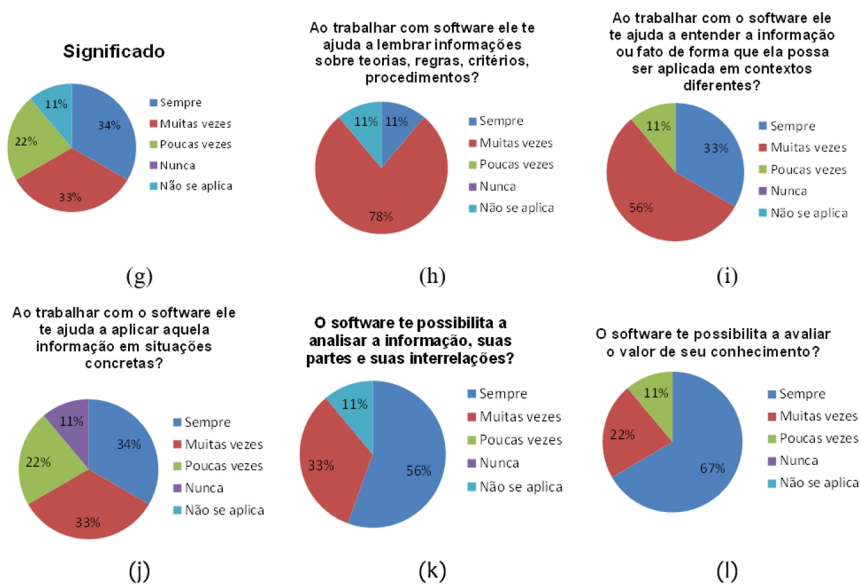 Significado
34%
33%
22%
11%
Sempre
Muitas vezes
Poucas vezes
Nunca
Não se aplica
(g)
Ao trabalhar com software ele te
ajuda a lembrar informações
sobre teorias, regras, critérios,
procedimentos?
11%
78%
11%
Sempre
Muitas vezes
Poucas vezes
Nunca
Não se aplica
(h)
Ao trabalhar com o software ele
te ajuda a entender a informação
ou fato de forma que ela possa
ser aplicada em contextos
diferentes?
33%
56%
11%
Sempre
Muitas vezes
Poucas vezes
Nunca
Não se aplica
(i)
Ao trabalhar com o software ele
te ajuda a aplicar aquela
informação em situações
concretas?
34%
33%
22%
11%
Sempre
Muitas vezes
Poucas vezes
Nunca
Não se aplica
(j)
O software te possibilita a
analisar a informação, suas
partes e suas interrelações?
56%
33%
11%
Sempre
Muitas vezes
Poucas vezes
Nunca
Não se aplica
(k)
O software te possibilita a avaliar
o valor de seu conhecimento?
67%
22%
11%
Sempre
Muitas vezes
Poucas vezes
Nunca
Não se aplica
(l)